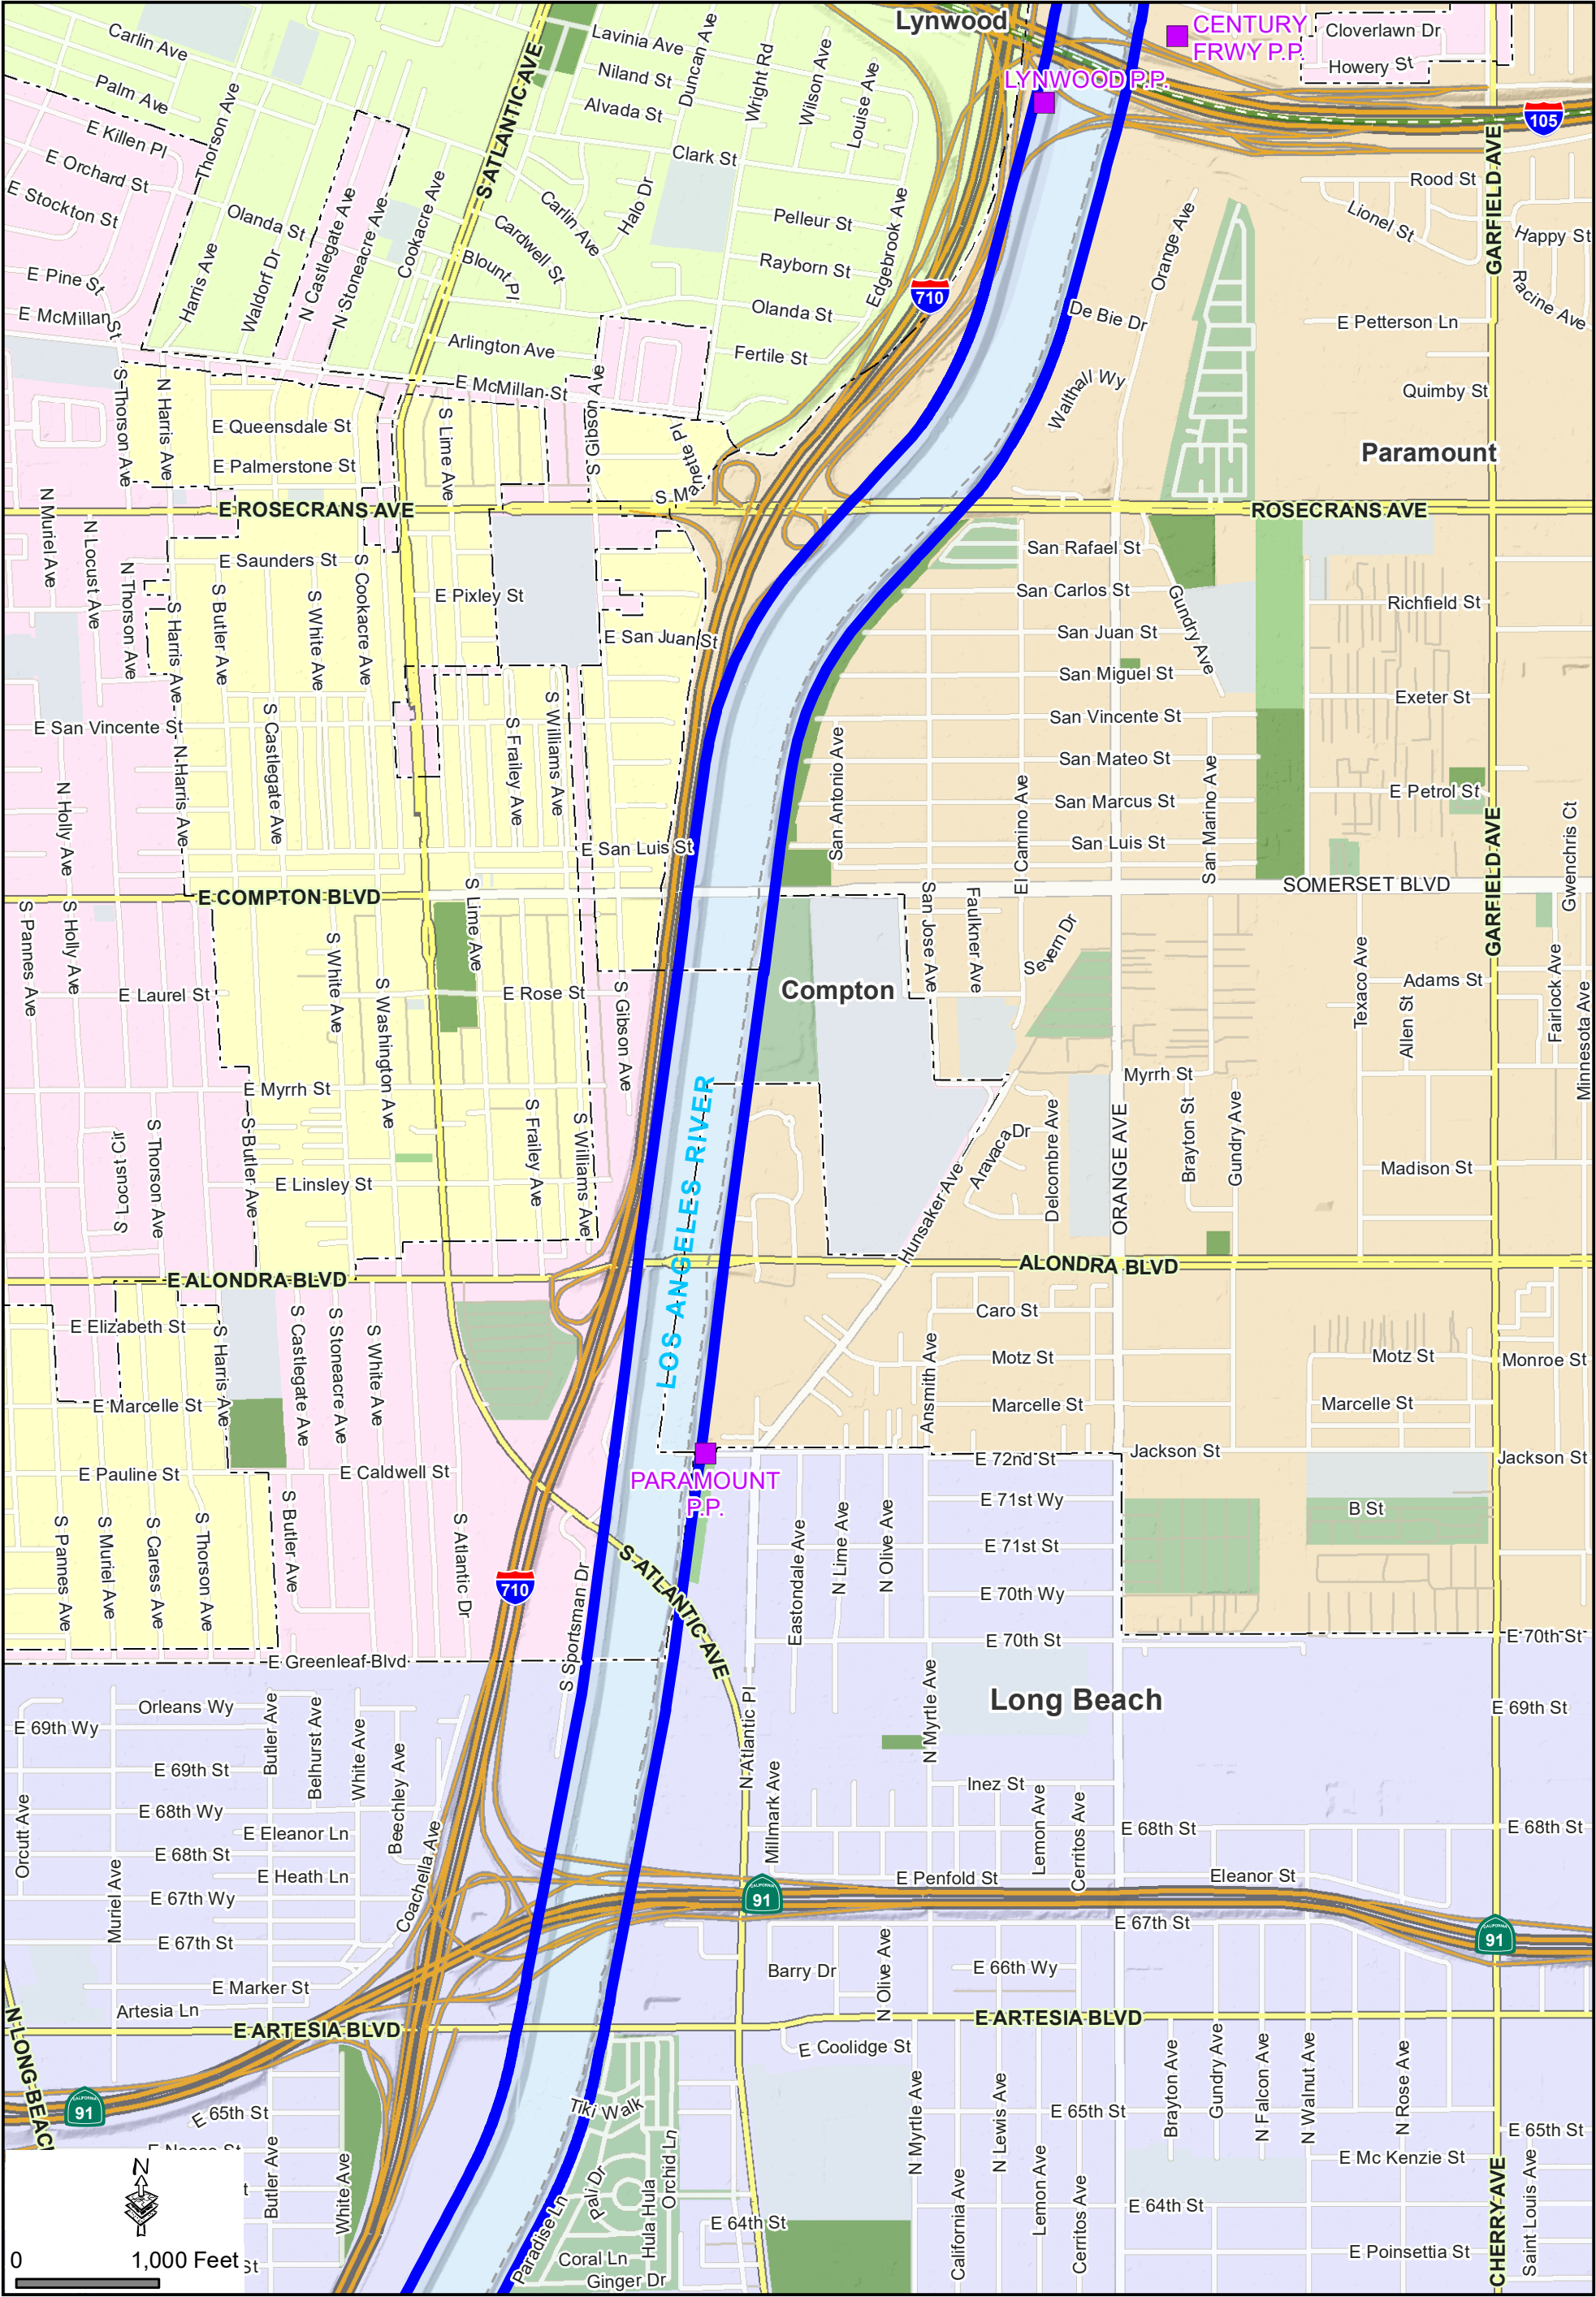 Lynwood
CENTURY
FRWY P.P.
Cloverlawn Dr
Howery St
LYNWOOD P.P.
105
Carlin Ave
Palm Ave
E Killen Pl
E Orchard St
E Stockton St
Thorson Ave
Olanda St
E Pine St
E McMillan St
Harris Ave
Waldorf Dr
N Castlegate Ave
N Stoneacre Ave
Cookacre Ave
S ATLANTIC AVE
Lavinia Ave
Niland St
Alvada St
Duncan Ave
Wright Rd
Wilson Ave
Louise Ave
Clark St
Halo Dr
Carlin Ave
Cardwell St
Blount Pl
Pelleur St
Rayborn St
Olanda St
Fertile St
Edgebrook Ave
Arlington Ave
E McMillan St
710
Rood St
Lionel St
GARFIELD AVE
Happy St
Racine Ave
Orange Ave
De Bie Dr
E Petterson Ln
Walthall Wy
Quimby St
Paramount
S Thorson Ave
N Harris Ave
E Queensdale St
E Palmerstone St
S Lime Ave
S Gibson Ave
S Marlette Pl
E ROSECRANS AVE
ROSECRANS AVE
N Muriel Ave
N Locust Ave
N Thorson Ave
E Saunders St
S Harris Ave
S Butler Ave
S White Ave
S Cookacre Ave
E Pixley St
E San Juan St
San Rafael St
San Carlos St
San Juan St
San Miguel St
San Vincente St
San Mateo St
San Marcus St
San Luis St
Gundry Ave
Richfield St
Exeter St
E Petrol St
E San Vincente St
N Harris Ave
S Castlegate Ave
S Frailey Ave
S Williams Ave
N Holly Ave
San Antonio Ave
El Camino Ave
San Marino Ave
GARFIELD AVE
Gwenchris Ct
E San Luis St
E COMPTON BLVD
SOMERSET BLVD
S Pannes Ave
S Holly Ave
E Laurel St
S White Ave
S Washington Ave
S Lime Ave
E Rose St
S Gibson Ave
Compton
San Jose Ave
Faulkner Ave
Severn Dr
Texaco Ave
Adams St
Allen St
Fairlock Ave
Minnesota Ave
E Myrrh St
S Butler Ave
S Locust Cir
S Thorson Ave
E Linsley St
S Frailey Ave
S Williams Ave
LOS ANGELES RIVER
Myrrh St
Aravaca Dr
Hunsaker Ave
Delcombre Ave
ORANGE AVE
Brayton St
Gundry Ave
Madison St
E ALONDRA BLVD
ALONDRA BLVD
E Elizabeth St
S Harris Ave
S Castlegate Ave
S Stoneacre Ave
S White Ave
E Marcelle St
Caro St
Motz St
Marcelle St
Ansmith Ave
Motz St
Monroe St
Marcelle St
E Pauline St
E Caldwell St
E 72nd St
Jackson St
Jackson St
PARAMOUNT
P.P.
S Pannes Ave
S Muriel Ave
S Caress Ave
S Thorson Ave
S Butler Ave
S Atlantic Dr
710
S Sportsman Dr
S ATLANTIC AVE
Eastondale Ave
N Lime Ave
N Olive Ave
E 71st Wy
E 71st St
E 70th Wy
E 70th St
B St
E 70th St
E Greenleaf Blvd
Long Beach
Orleans Wy
E 69th Wy
E 69th St
E 68th Wy
E Eleanor Ln
E 68th St
E Heath Ln
E 67th Wy
E 67th St
E Marker St
Artesia Ln
Orcutt Ave
Muriel Ave
Butler Ave
Belhurst Ave
White Ave
Beechley Ave
Coachella Ave
N Atlantic Pl
Millmark Ave
N Myrtle Ave
Inez St
Lemon Ave
Cerritos Ave
E 69th St
E 68th St
E 68th St
E Penfold St
Eleanor St
CALIFORNIA
91
E 67th St
CALIFORNIA
91
Barry Dr
N Olive Ave
E 66th Wy
E ARTESIA BLVD
E ARTESIA BLVD
N LONG BEACH
CALIFORNIA
91
E 65th St
Butler Ave
White Ave
E Coolidge St
Tiki Walk
Pali Dr
Paradise Ln
Hula Hula
Orchid Ln
Coral Ln
Ginger Dr
E 64th St
N Myrtle Ave
California Ave
N Lewis Ave
Lemon Ave
Cerritos Ave
E 65th St
Brayton Ave
Gundry Ave
N Falcon Ave
N Walnut Ave
N Rose Ave
E 65th St
E Mc Kenzie St
E 64th St
E Poinsettia St
CHERRY AVE
Saint Louis Ave
N
0
1,000 Feet
St